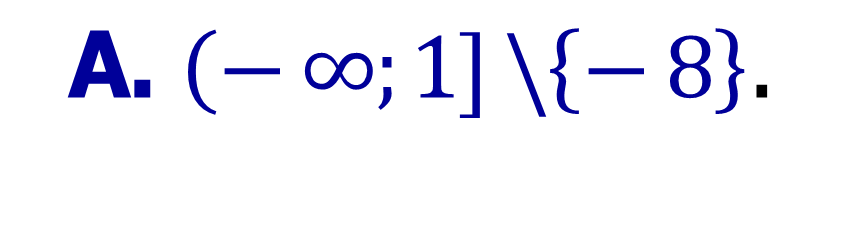 A. (− ∞; 1] \{− 8}.